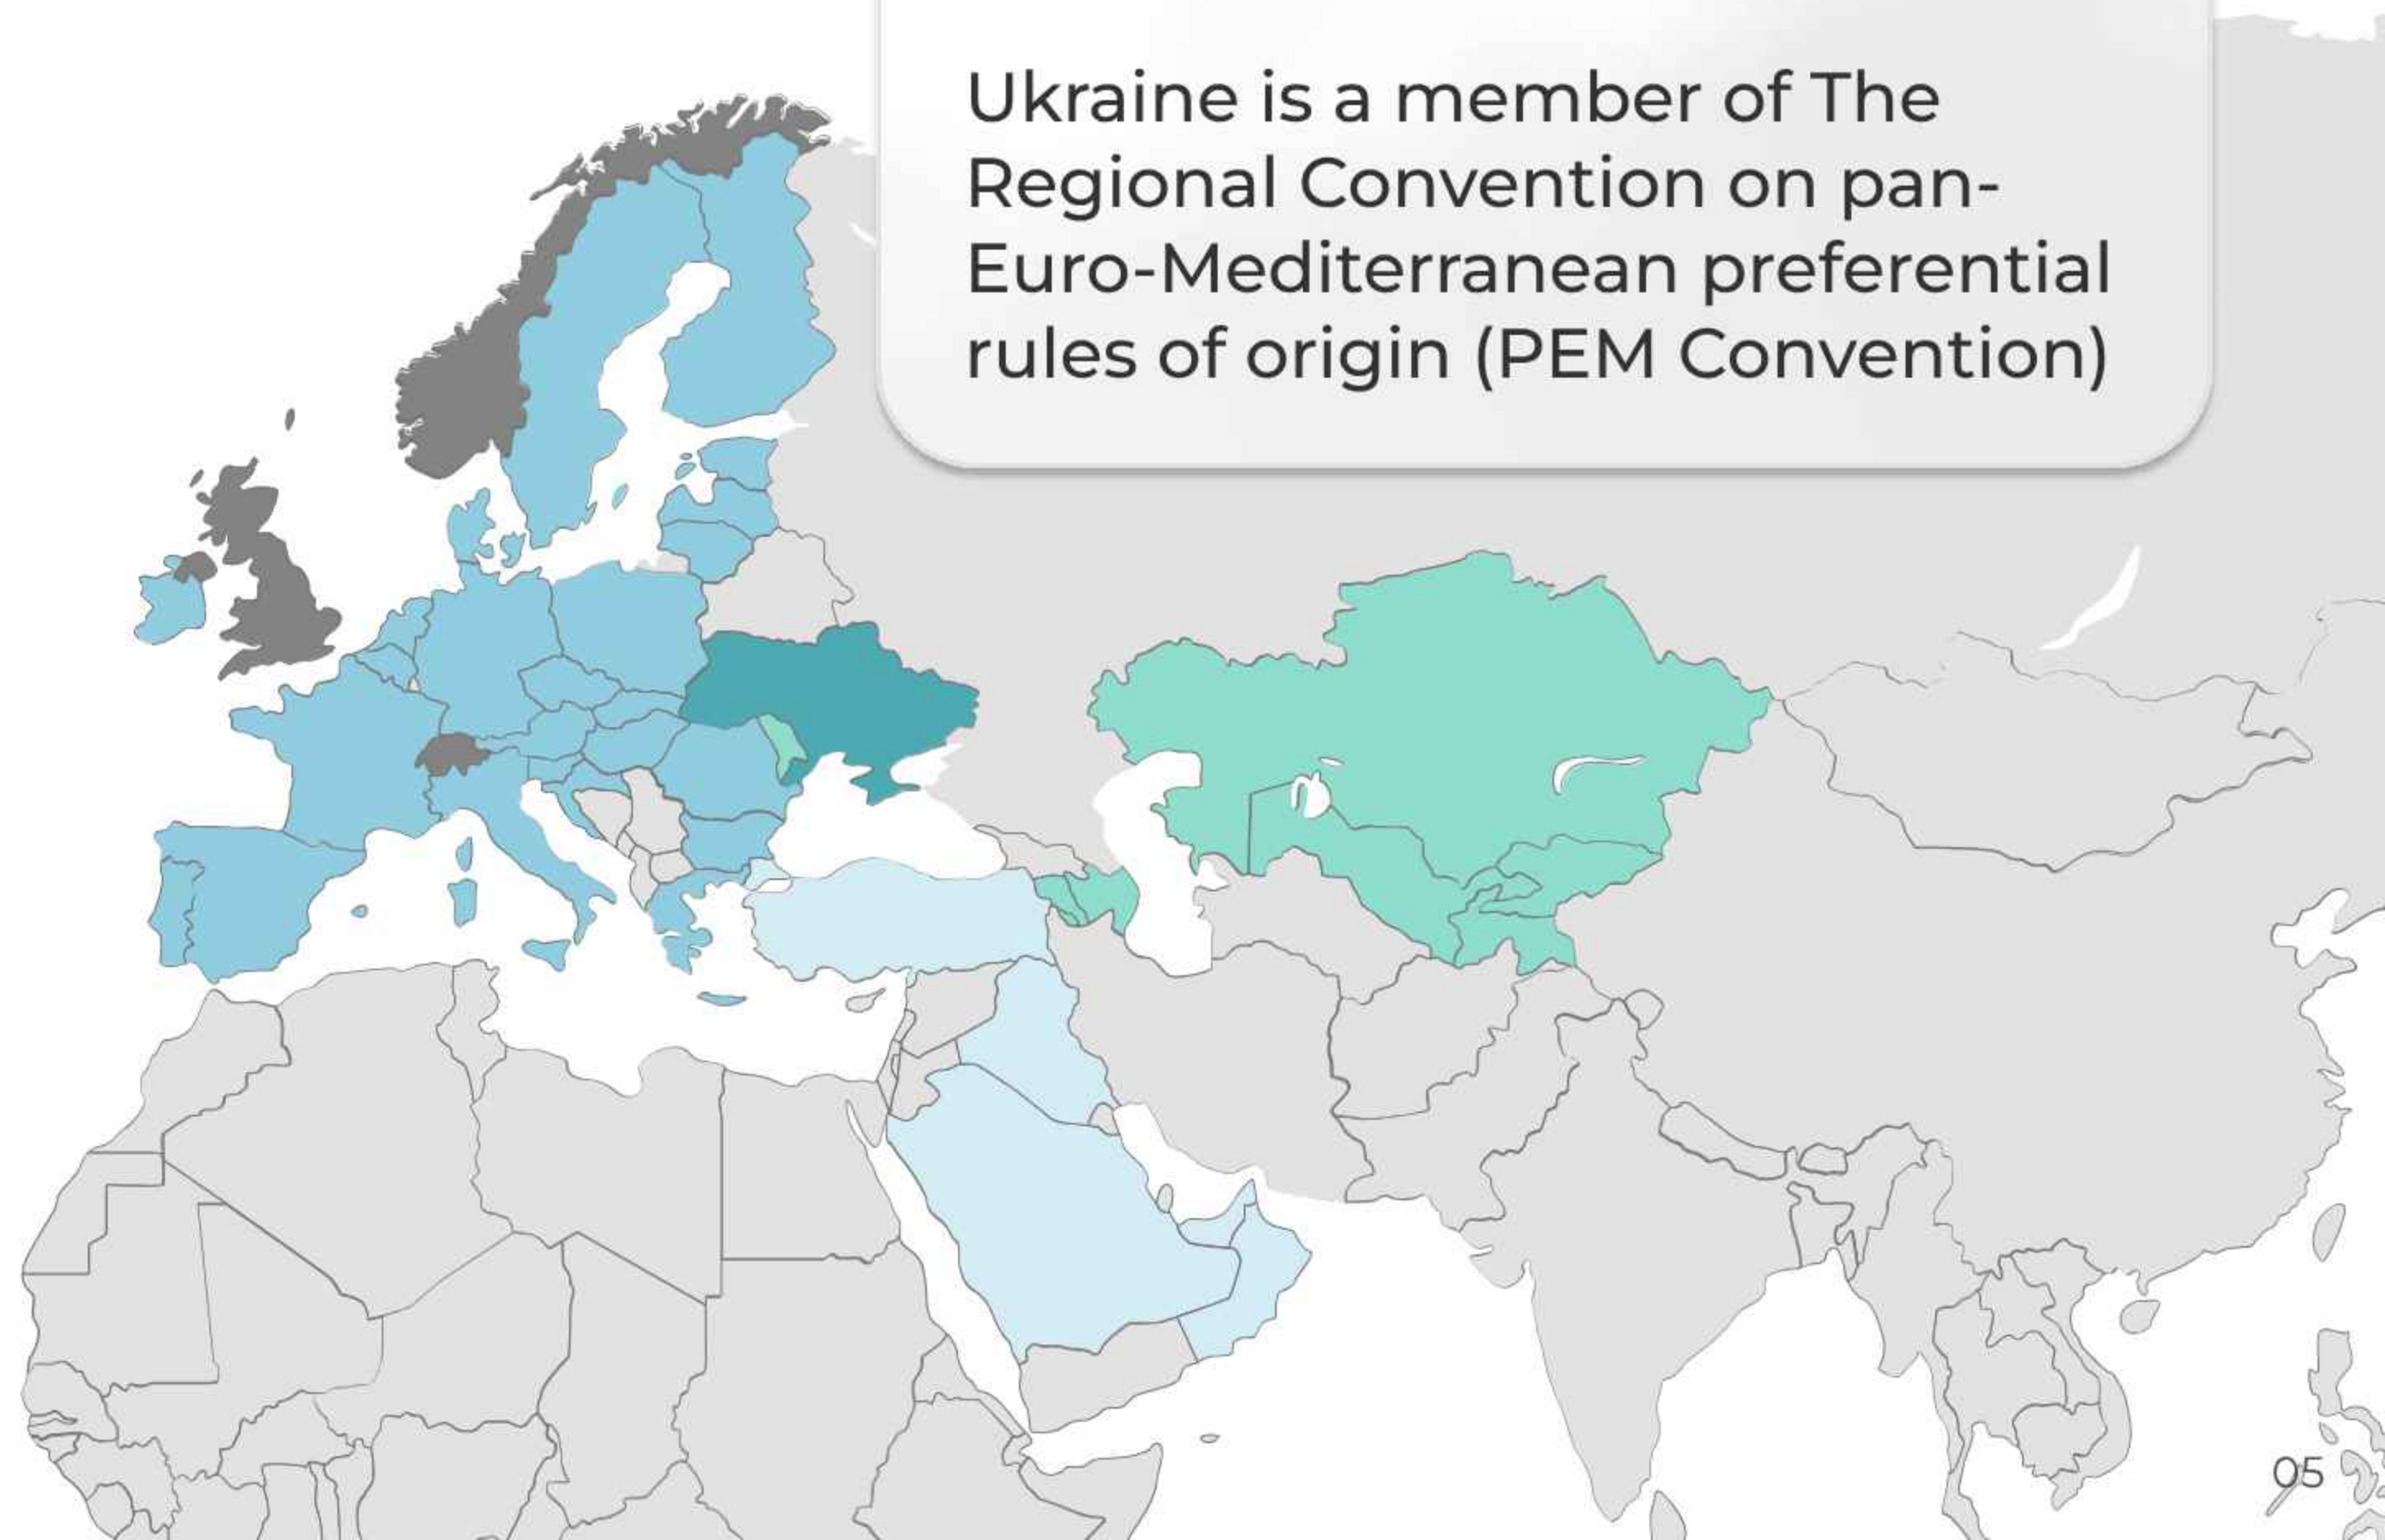 Ukraine is a member of The
Regional Convention on pan-
Euro-Mediterranean preferential
rules of origin (PEM Convention)
05